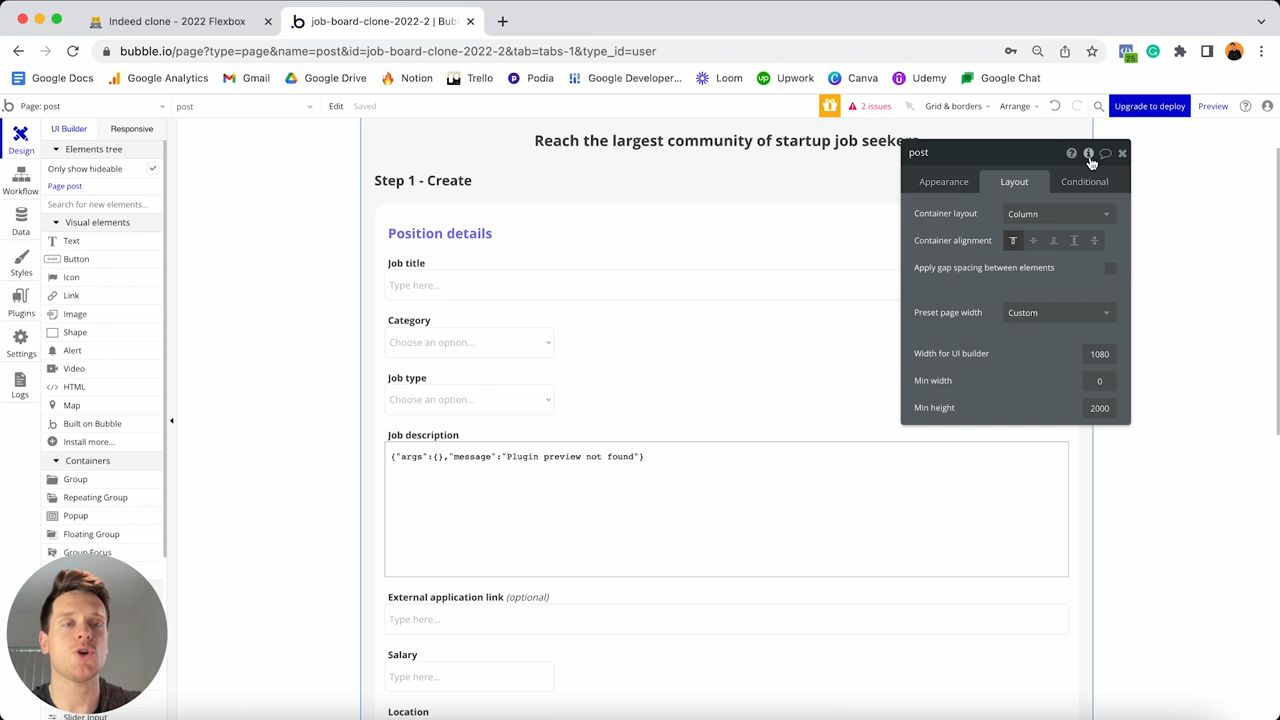 Indeed clone - 2022 Flexbox
job-board-clone-2022-2 | Bubb
bubble.io/page?type=page&name=post&id=job-board-clone-2022-2&tab=tabs-1&type_id=user
26
Google Docs
Google Analytics
Gmail
Google Drive
Notion
Trello
Podia
Google Developer...
Loom
Upwork
Canva
Udemy
Google Chat
Page: post
post
Edit
Saved
2 issues
Grid & borders
Arrange
Upgrade to deploy
Preview
Design
Workflow
Data
Styles
Plugins
Settings
Logs
UI Builder
Responsive
Elements tree
Only show hideable
Page post
Search for new elements...
Visual elements
Text
CLICK
Button
Icon
Link
Image
Shape
Alert
Video
</> HTML
Map
Built on Bubble
Install more...
Containers
Group
Repeating Group
Popup
Floating Group
Group Focus
Slider Input
Reach the largest community of startup job seekers
Step 1 - Create
Position details
Job title
Type here...
Category
Choose an option...
Job type
Choose an option...
Job description
{"args":{},"message":"Plugin preview not found"}
External application link (optional)
Type here...
Salary
Type here...
Location
post
Appearance
Layout
Conditional
Container layout
Column
Container alignment
Apply gap spacing between elements
Preset page width
Custom
Width for UI builder
1080
Min width
0
Min height
2000